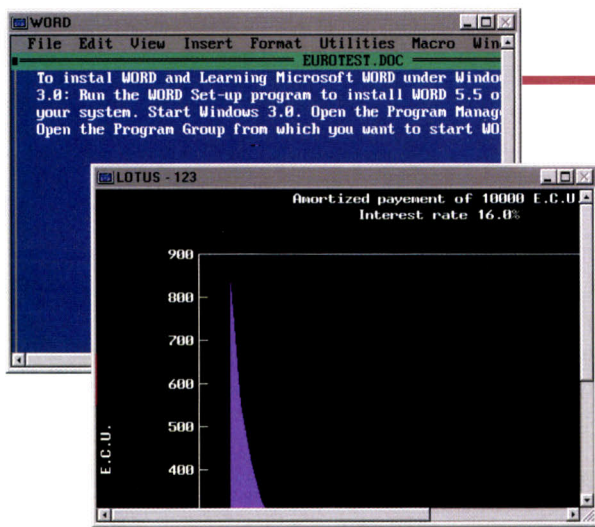 WORD
File Edit View Insert Format Utilities Macro Win
EUROTEST.DOC
To instal WORD and Learning Microsoft WORD under Windo
3.0: Run the WORD Set-up program to install WORD 5.5 o
your system. Start Windows 3.0. Open the Program Manag
Open the Program Group from which you want to start WO
LOTUS - 123
Amortized payement of 10000 E.C.U.
Interest rate 16.0%
900
800
700
600
500
400
E.C.U.